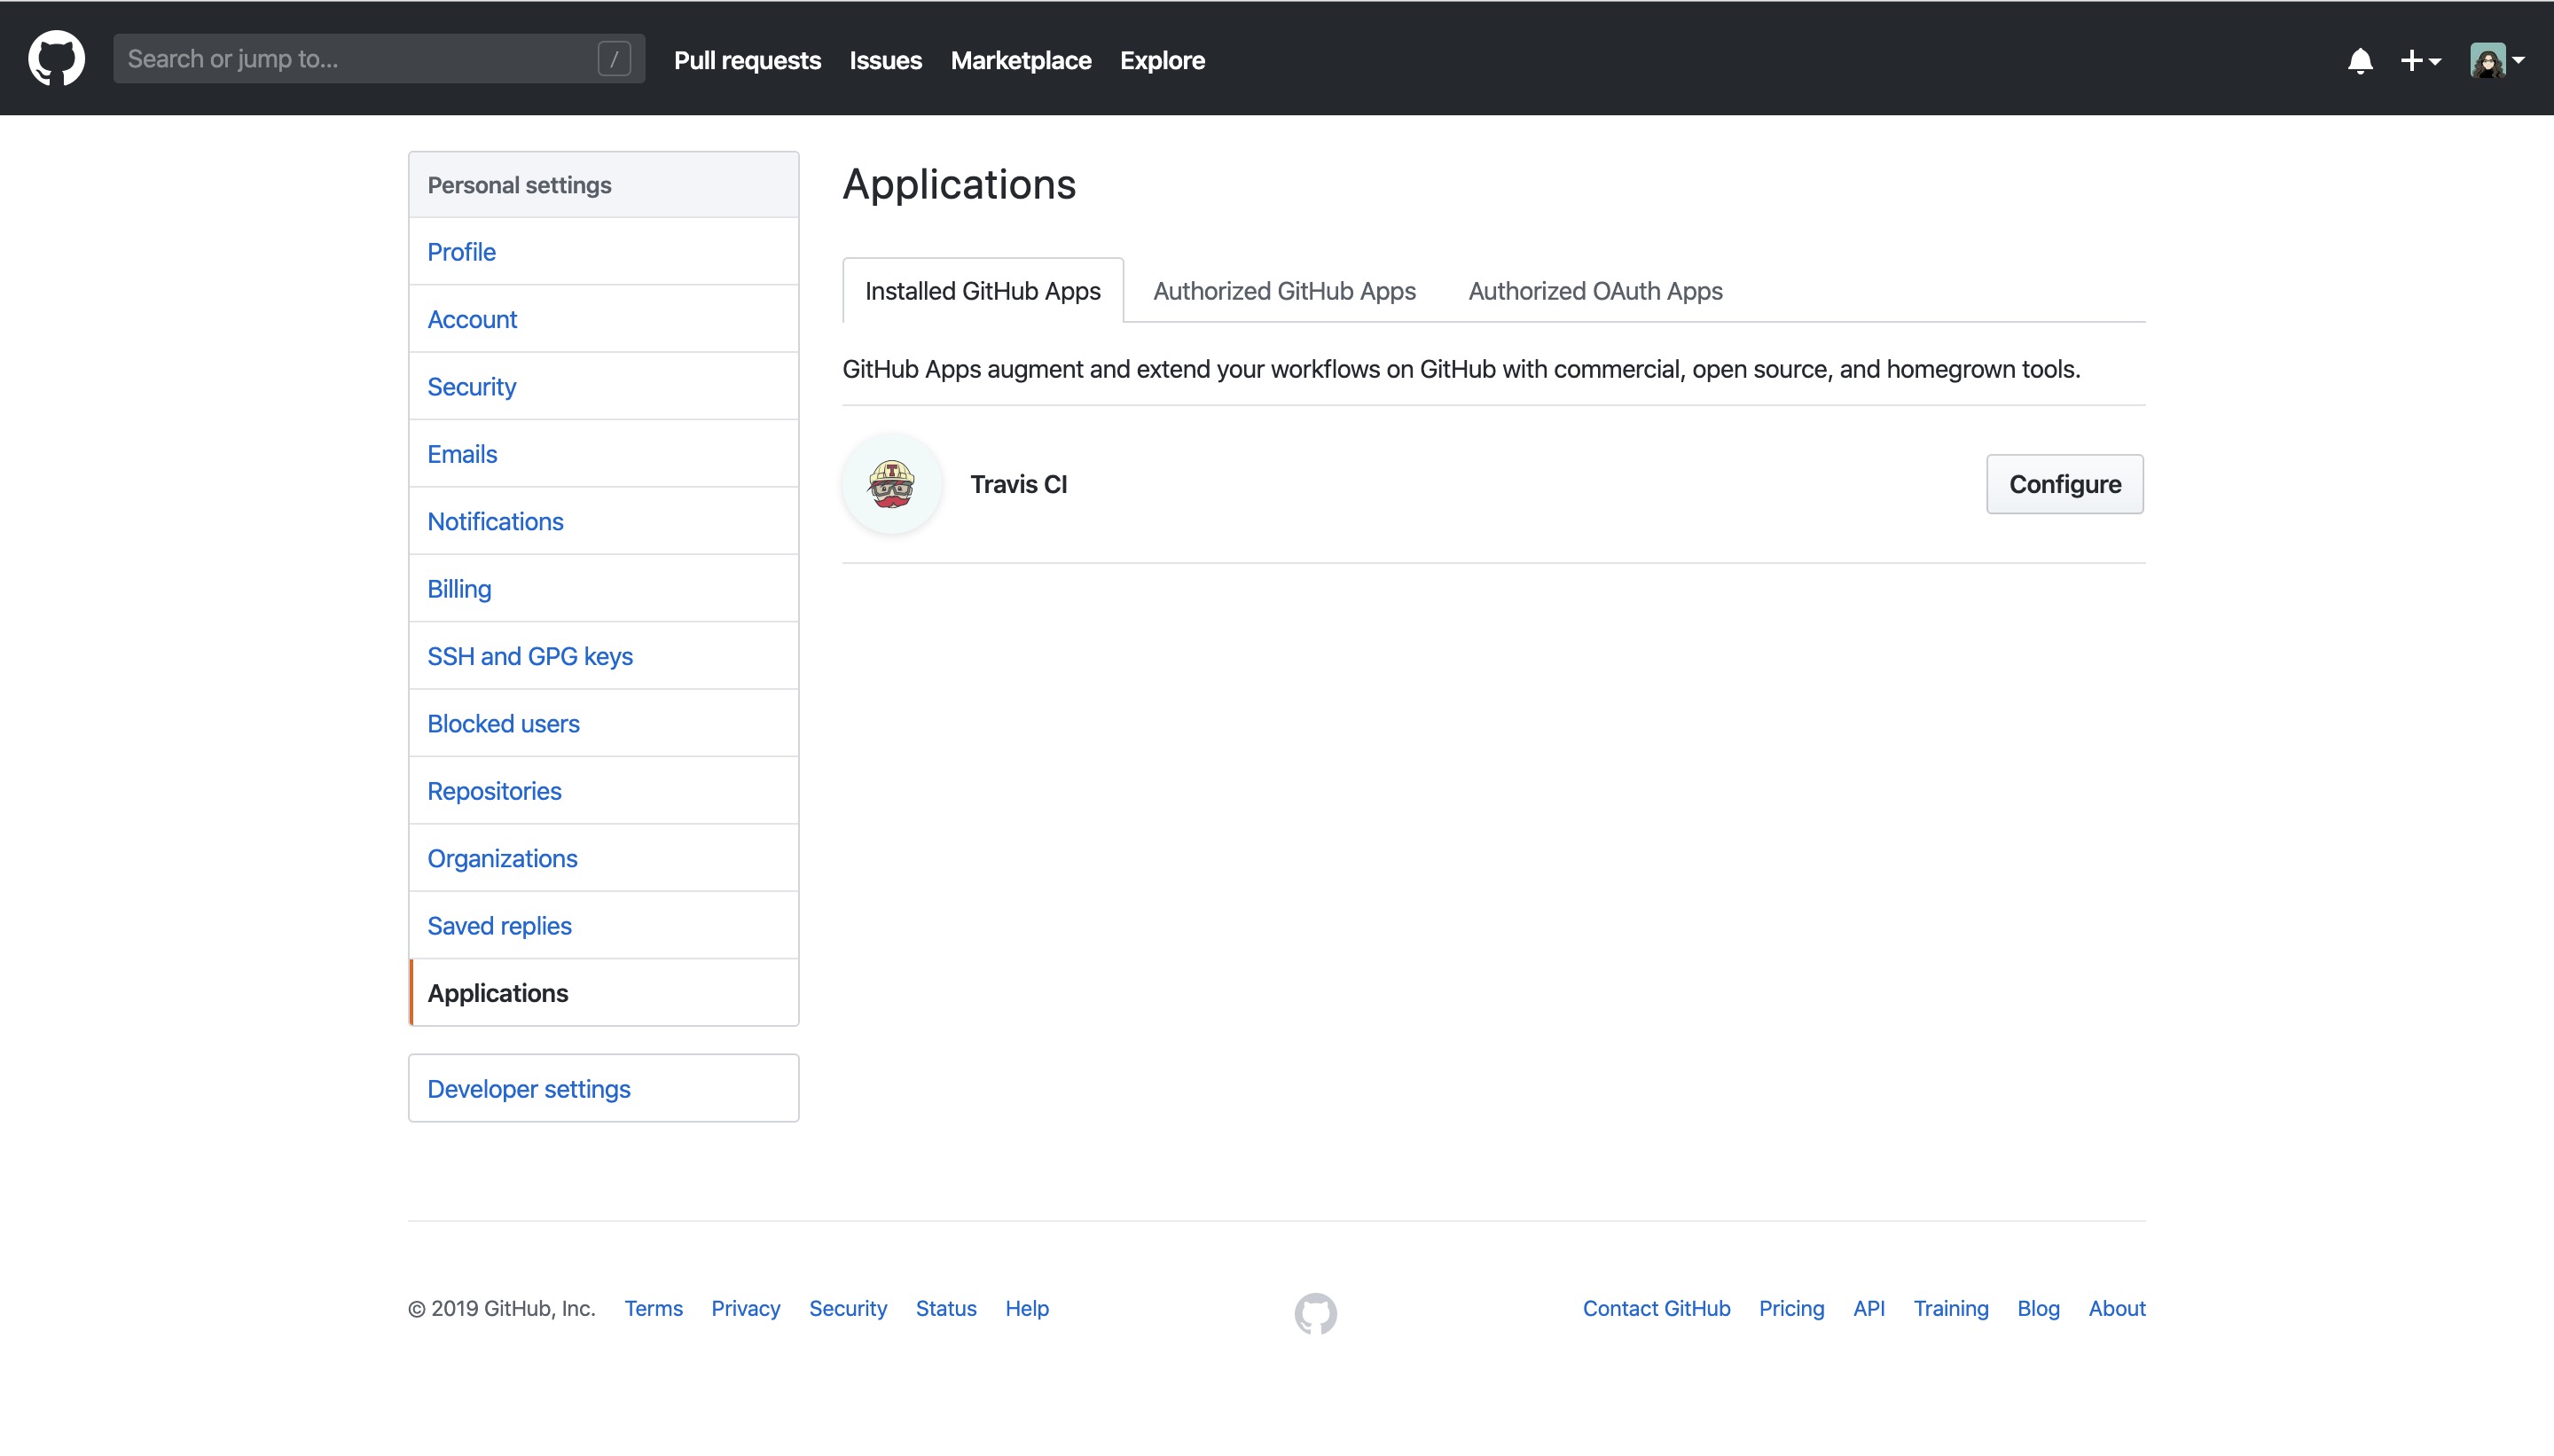 Search or jump to... /
Pull requests Issues Marketplace Explore
Personal settings
Profile
Account
Security
Emails
Notifications
Billing
SSH and GPG keys
Blocked users
Repositories
Organizations
Saved replies
Applications
Developer settings
Applications
Installed GitHub Apps Authorized GitHub Apps Authorized OAuth Apps
GitHub Apps augment and extend your workflows on GitHub with commercial, open source, and homegrown tools.
T
Travis CI
Configure
© 2019 GitHub, Inc. Terms Privacy Security Status Help
Contact GitHub Pricing API Training Blog About